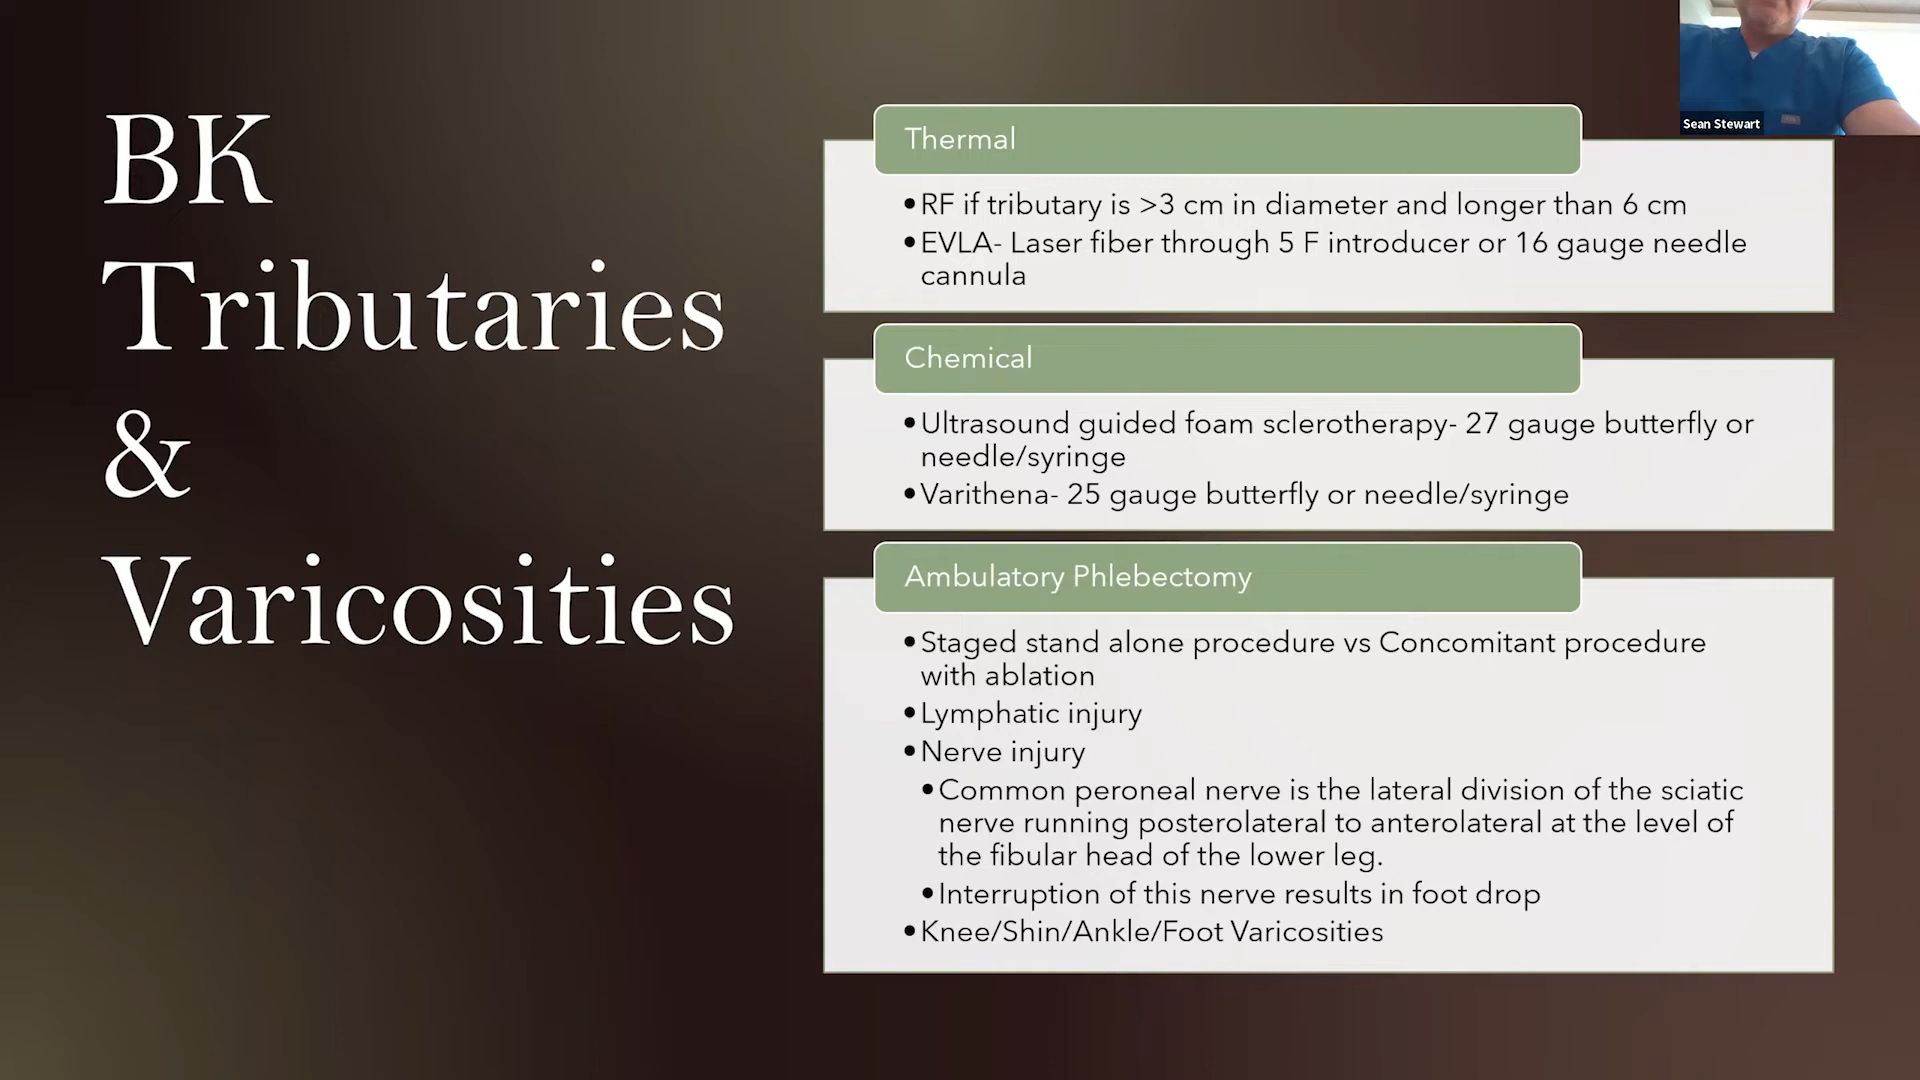 BK
Tributaries
&
Varicosities
Sean Stewart
Thermal
•RF if tributary is >3 cm in diameter and longer than 6 cm
•EVLA- Laser fiber through 5 F introducer or 16 gauge needle
cannula
Chemical
•Ultrasound guided foam sclerotherapy- 27 gauge butterfly or
needle/syringe
•Varithena- 25 gauge butterfly or needle/syringe
Ambulatory Phlebectomy
•Staged stand alone procedure vs Concomitant procedure
with ablation
•Lymphatic injury
•Nerve injury
•Common peroneal nerve is the lateral division of the sciatic
nerve running posterolateral to anterolateral at the level of
the fibular head of the lower leg.
•Interruption of this nerve results in foot drop
•Knee/Shin/Ankle/Foot Varicosities